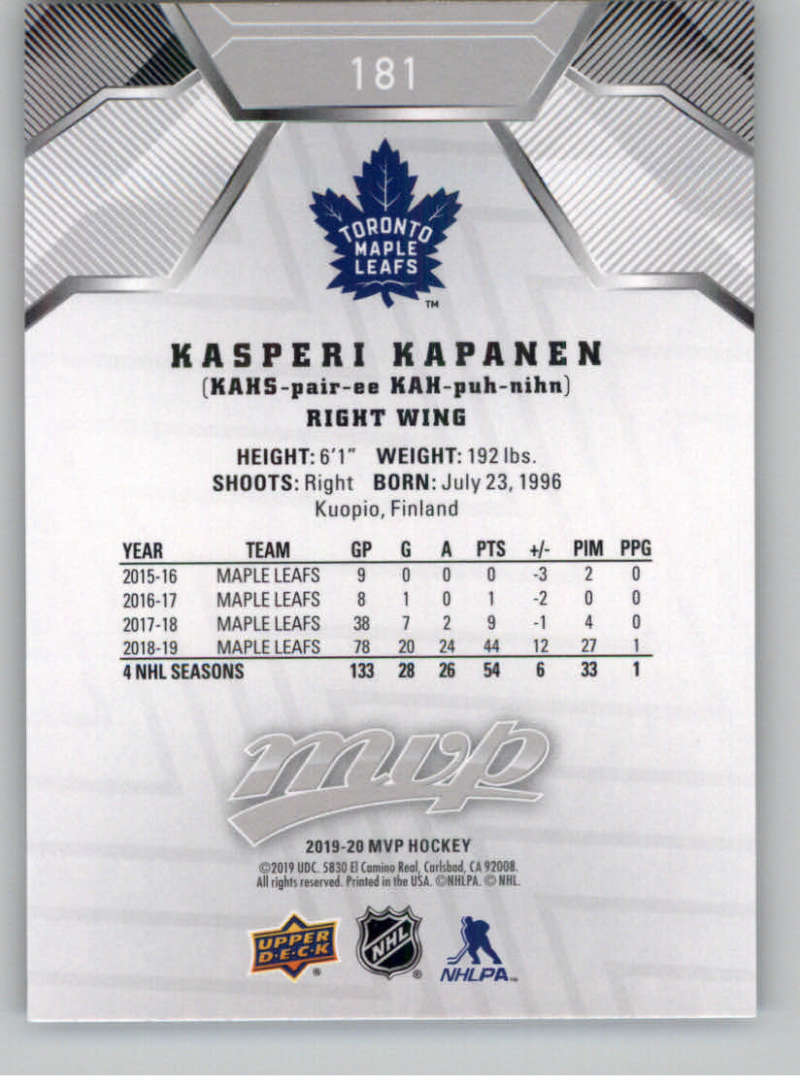 181
TORONTO
MAPLE
LEAFS
TM
KASPERI KAPANEN
(KAHS-pair-ee KAH-puh-nihn)
RIGHT WING
HEIGHT: 6'1" WEIGHT: 192 lbs.
SHOOTS: Right BORN: July 23, 1996
Kuopio, Finland
YEAR TEAM GP G A PTS +/- PIM PPG
2015-16 MAPLE LEAFS 9 0 0 0 -3 2 0
2016-17 MAPLE LEAFS 8 1 0 1 -2 0 0
2017-18 MAPLE LEAFS 38 7 2 9 -1 4 0
2018-19 MAPLE LEAFS 78 20 24 44 12 27 1
4 NHL SEASONS 133 28 26 54 6 33 1
mvp
2019-20 MVP HOCKEY
©2019 UDC. 5830 El Camino Real, Carlsbad, CA 92008.
All rights reserved. Printed in the USA. ©NHLPA. © NHL.
UPPER
D·E·C·K
®
NHL
®
NHLPA